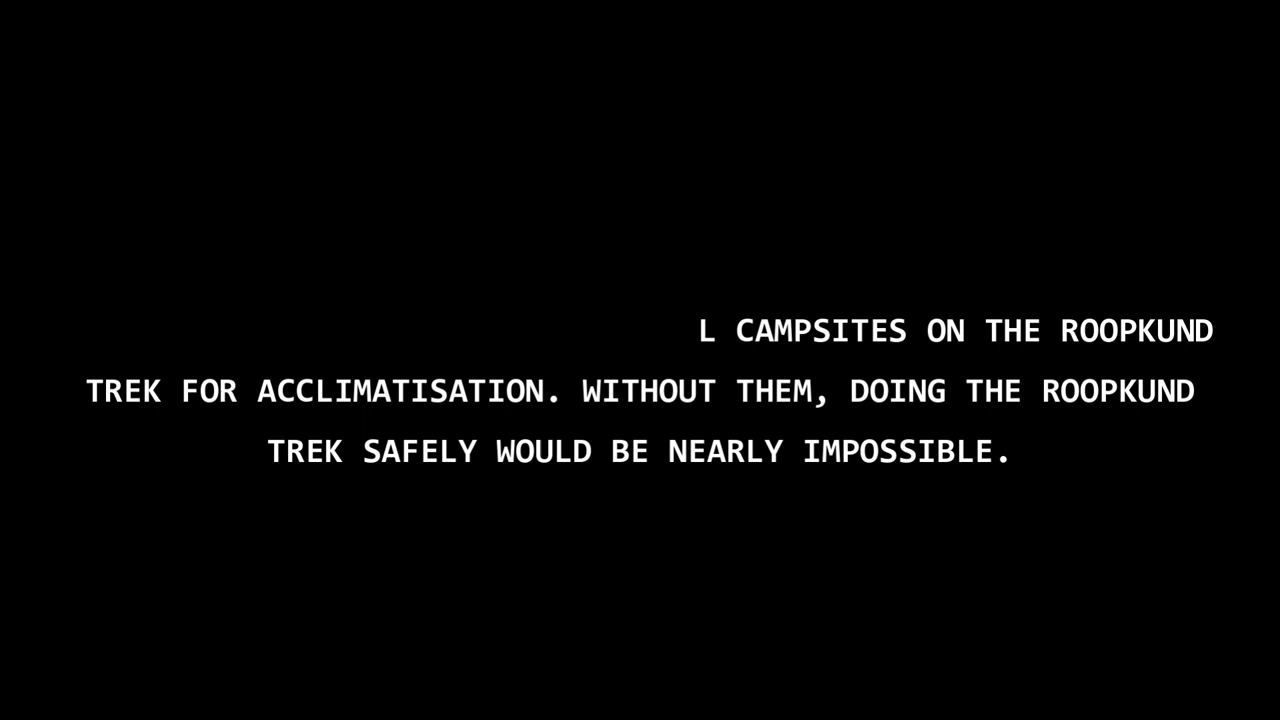 L CAMPSITES ON THE ROOPKUND
TREK FOR ACCLIMATISATION. WITHOUT THEM, DOING THE ROOPKUND
TREK SAFELY WOULD BE NEARLY IMPOSSIBLE.